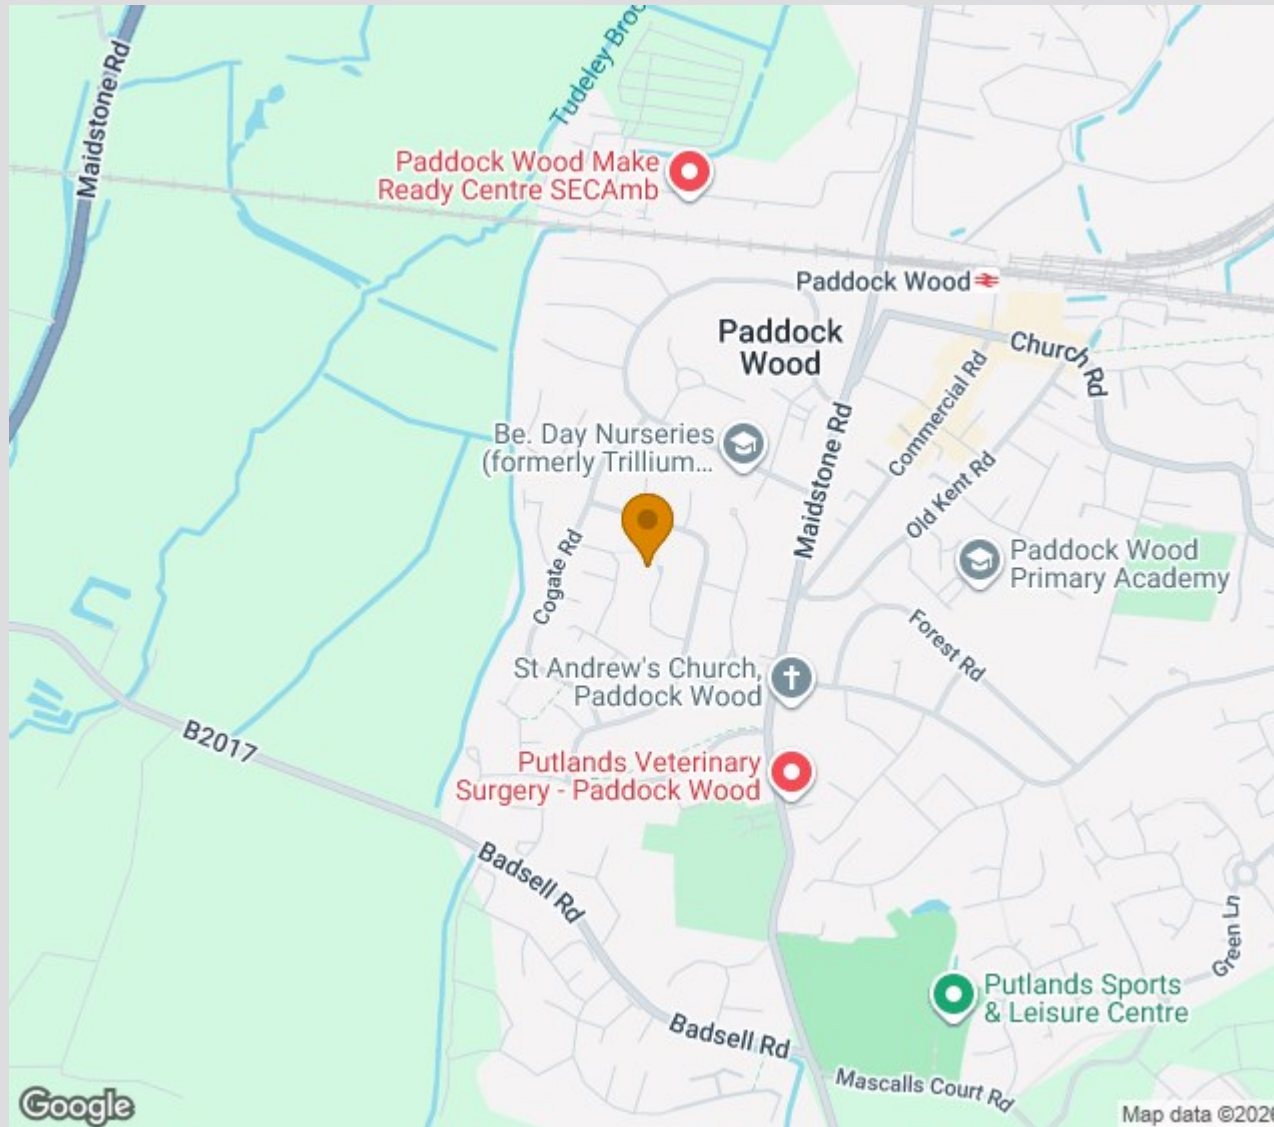 Maidstone Rd
Tudeley Broo
Paddock Wood Make
Ready Centre SECAmb
Paddock Wood
Paddock
Wood
Church Rd
Commercial Rd
Be. Day Nurseries
(formerly Trillium...
Maidstone Rd
Old Kent Rd
Cogate Rd
Paddock Wood
Primary Academy
Forest Rd
St Andrew's Church,
Paddock Wood
B2017
Putlands Veterinary
Surgery - Paddock Wood
Badsell Rd
Green Ln
Putlands Sports
& Leisure Centre
Badsell Rd
Mascalls Court Rd
Google
Map data ©2026